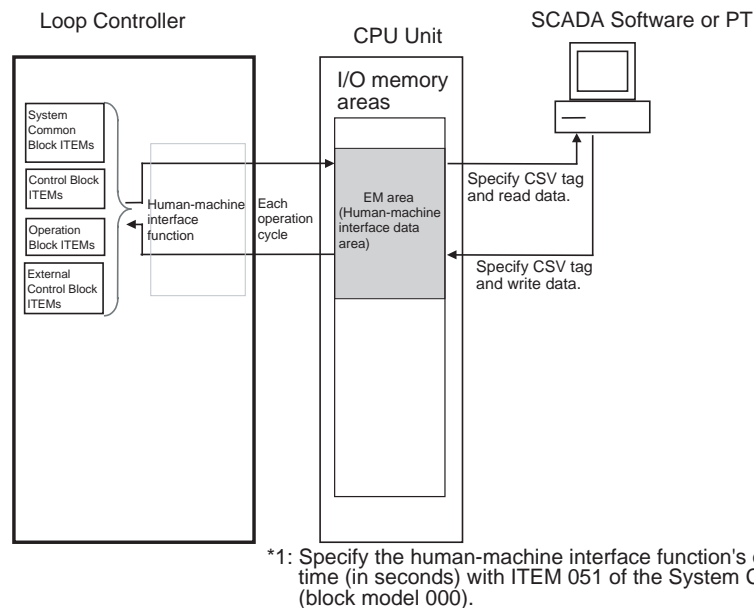 Loop Controller
CPU Unit
SCADA Software or PT
I/O memory
areas
System
Common
Block ITEMs
Control Block
ITEMs
Operation
Block ITEMs
External
Control Block
ITEMs
Human-machine
interface
function
Each
operation
cycle
EM area
(Human-machine
interface data
area)
Specify CSV tag
and read data.
Specify CSV tag
and write data.
*1: Specify the human-machine interface function's
time (in seconds) with ITEM 051 of the System
(block model 000).